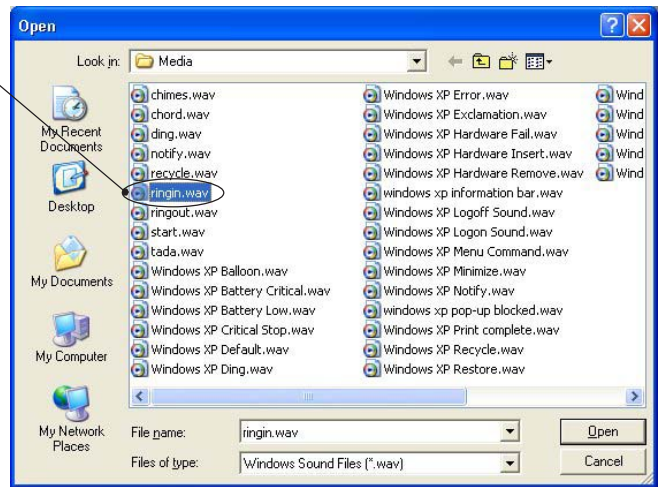 Open
Look in:
Media
My Recent
Documents
Desktop
My Documents
My Computer
My Network
Places
chimes.wav
chord.wav
ding.wav
notify.wav
recycle.wav
ringin.wav
ringout.wav
start.wav
tada.wav
Windows XP Balloon.wav
Windows XP Battery Critical.wav
Windows XP Battery Low.wav
Windows XP Critical Stop.wav
Windows XP Default.wav
Windows XP Ding.wav
Windows XP Error.wav
Windows XP Exclamation.wav
Windows XP Hardware Fail.wav
Windows XP Hardware Insert.wav
Windows XP Hardware Remove.wav
windows xp information bar.wav
Windows XP Logoff Sound.wav
Windows XP Logon Sound.wav
Windows XP Menu Command.wav
Windows XP Minimize.wav
Windows XP Notify.wav
windows xp pop-up blocked.wav
Windows XP Print complete.wav
Windows XP Recycle.wav
Windows XP Restore.wav
Wind
Wind
Wind
Wind
Wind
File name:
ringin.wav
Open
Files of type:
Windows Sound Files (*.wav)
Cancel